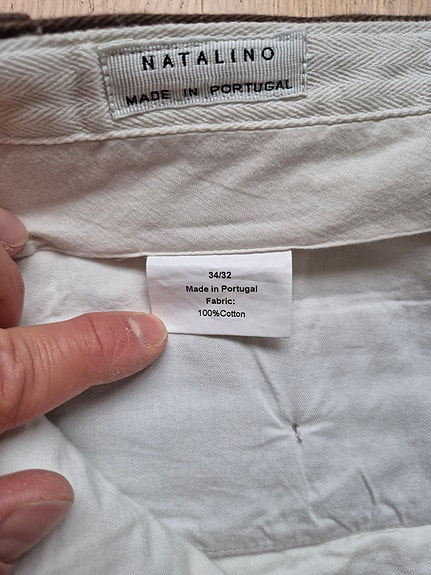 NATALINO
MADE IN PORTUGAL
34/32
Made in Portugal
Fabric:
100%Cotton